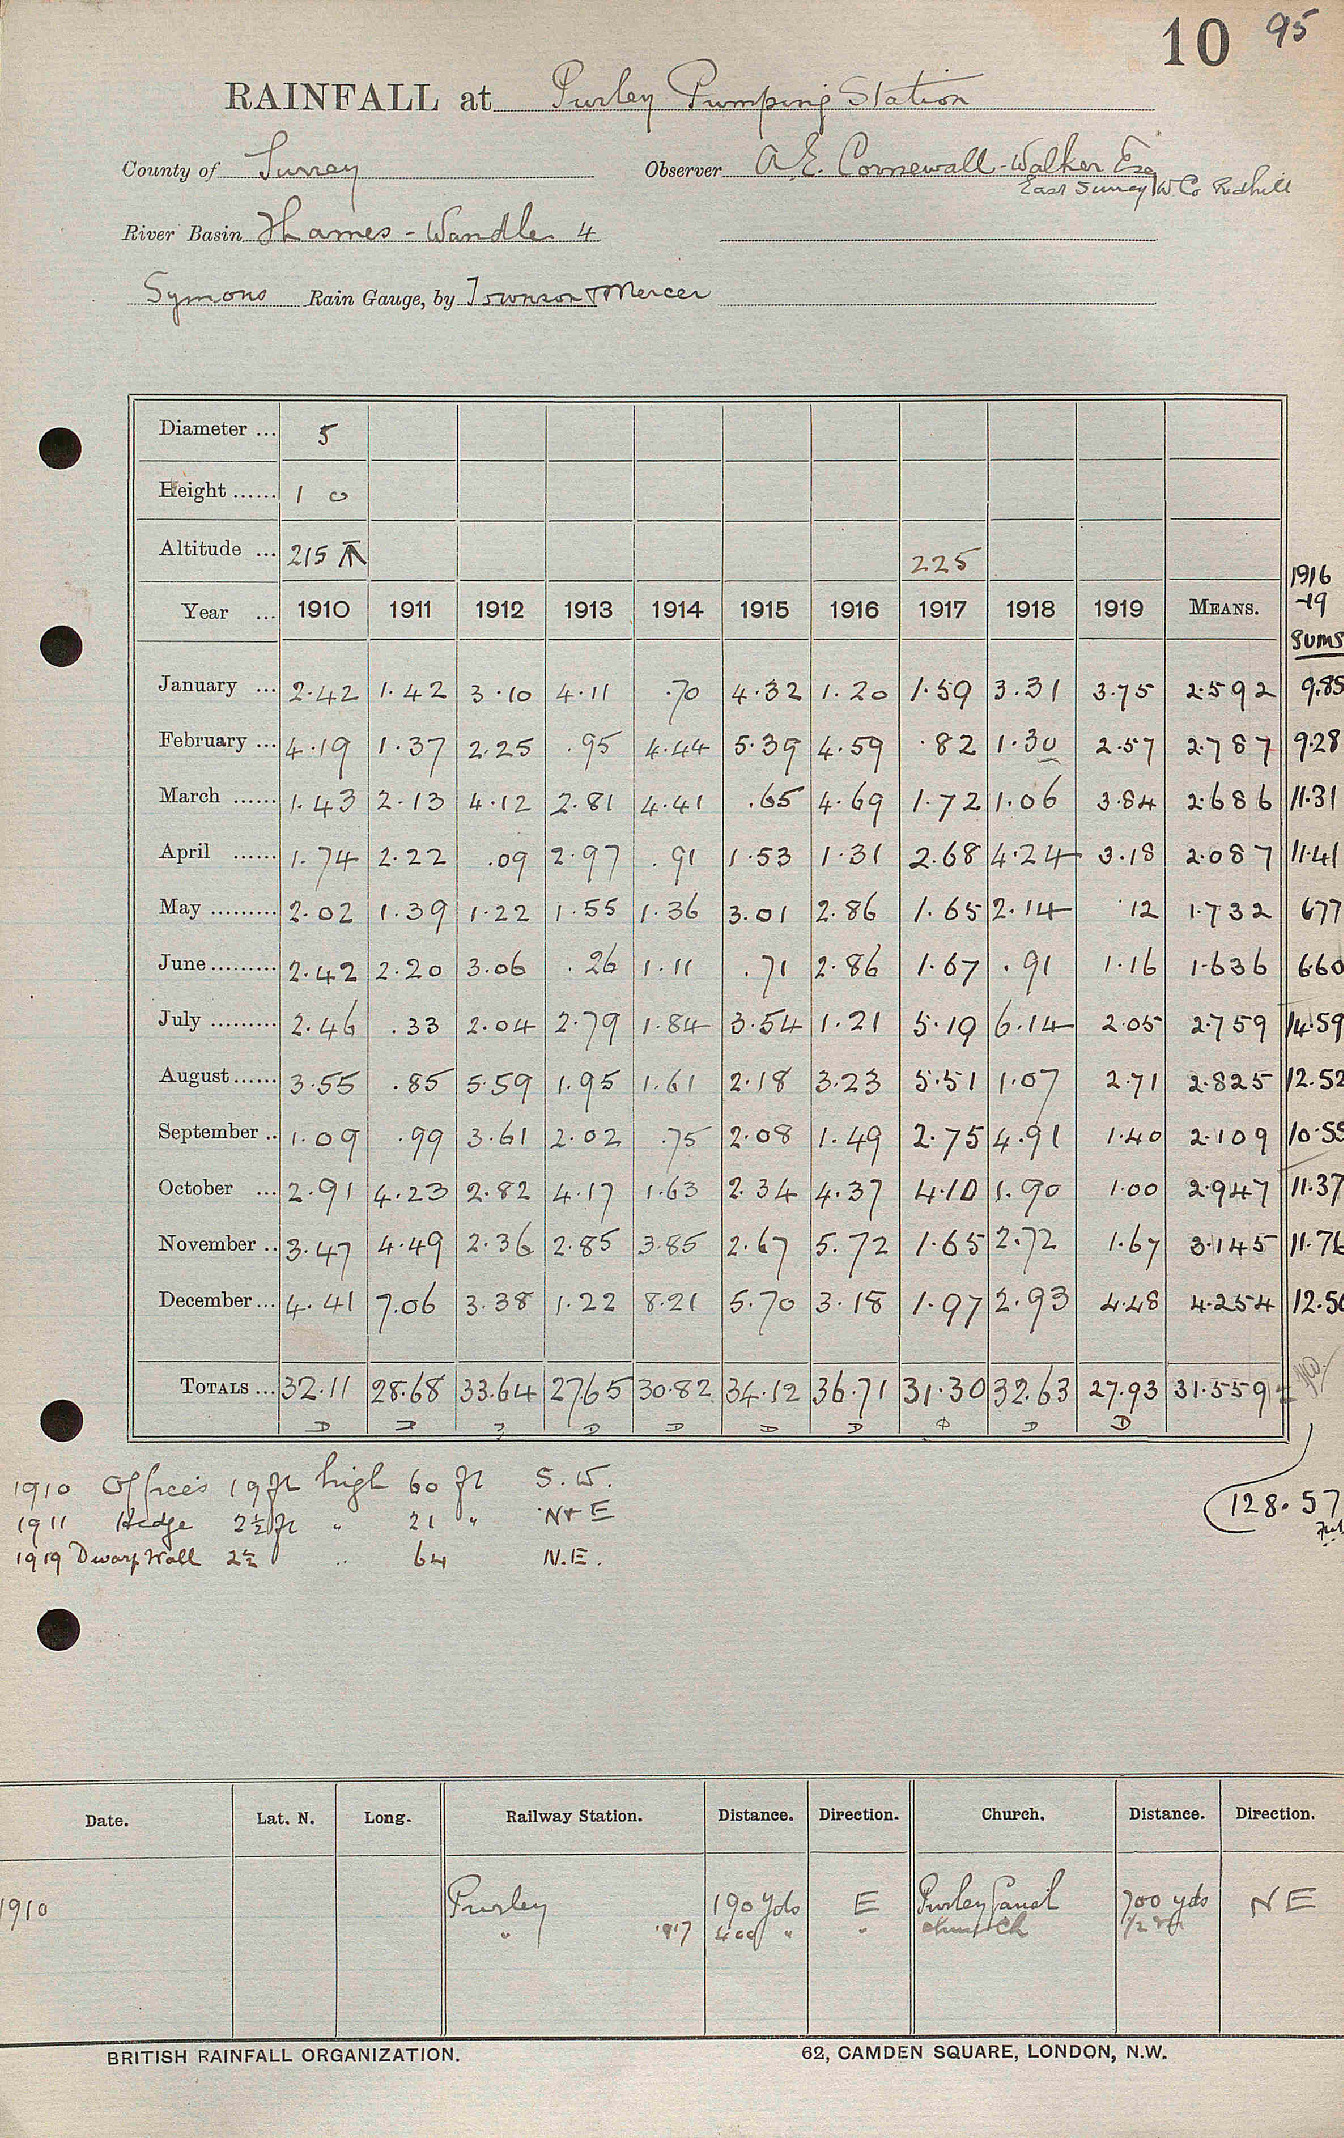 10 95
RAINFALL at Purley Pumping Station
County of Surrey Observer A.E. Cornewall-Walker Esq
East Surrey W Co Redhill
River Basin Thames - Wandle 4
Symons Rain Gauge, by Townson & Mercer
Diameter ... 5
Height ...... 1 0
Altitude ... 215 225
1916
-19
Sums
Year ... 1910 1911 1912 1913 1914 1915 1916 1917 1918 1919 MEANS.
January ... 2.42 1.42 3.10 4.11 .70 4.32 1.20 1.59 3.31 3.75 2.592 9.85
February ... 4.19 1.37 2.25 .95 4.44 5.39 4.59 .82 1.30 2.57 2.787 9.28
March ...... 1.43 2.13 4.12 2.81 4.41 .65 4.69 1.72 1.06 3.84 2.686 11.31
April ...... 1.74 2.22 .09 2.97 .91 1.53 1.31 2.68 4.24 3.18 2.087 11.41
May ......... 2.02 1.39 1.22 1.55 1.36 3.01 2.86 1.65 2.14 .12 1.732 6.77
June ......... 2.42 2.20 3.06 .26 1.11 .71 2.86 1.67 .91 1.16 1.636 6.60
July ......... 2.46 .33 2.04 2.79 1.84 3.54 1.21 5.19 6.14 2.05 2.759 14.59
August ...... 3.55 .85 5.59 1.95 1.61 2.18 3.23 5.51 1.07 2.71 2.825 12.52
September .. 1.09 .99 3.61 2.02 .75 2.08 1.49 2.75 4.91 1.40 2.109 10.55
October ... 2.91 4.23 2.82 4.17 1.63 2.34 4.37 4.10 1.90 1.00 2.947 11.37
November .. 3.47 4.49 2.36 2.85 3.85 2.67 5.72 1.65 2.72 1.67 3.145 11.76
December ... 4.41 7.06 3.38 1.22 8.21 5.70 3.18 1.97 2.93 4.48 4.254 12.56
TOTALS ... 32.11 28.68 33.64 27.65 30.82 34.12 36.71 31.30 32.63 27.93 31.559
1910 Offices 19 ft high 60 ft S.W.
1911 Hedge 2½ ft " 21 " N+E
1919 Dwarf Wall 2½ " 64 N.E.
128.57
Date. Lat. N. Long. Railway Station. Distance. Direction. Church. Distance. Direction.
1910 Purley 190 yds E Purley 700 yds NE
" 1917 400 " " church 1/2
BRITISH RAINFALL ORGANIZATION. 62, CAMDEN SQUARE, LONDON, N.W.